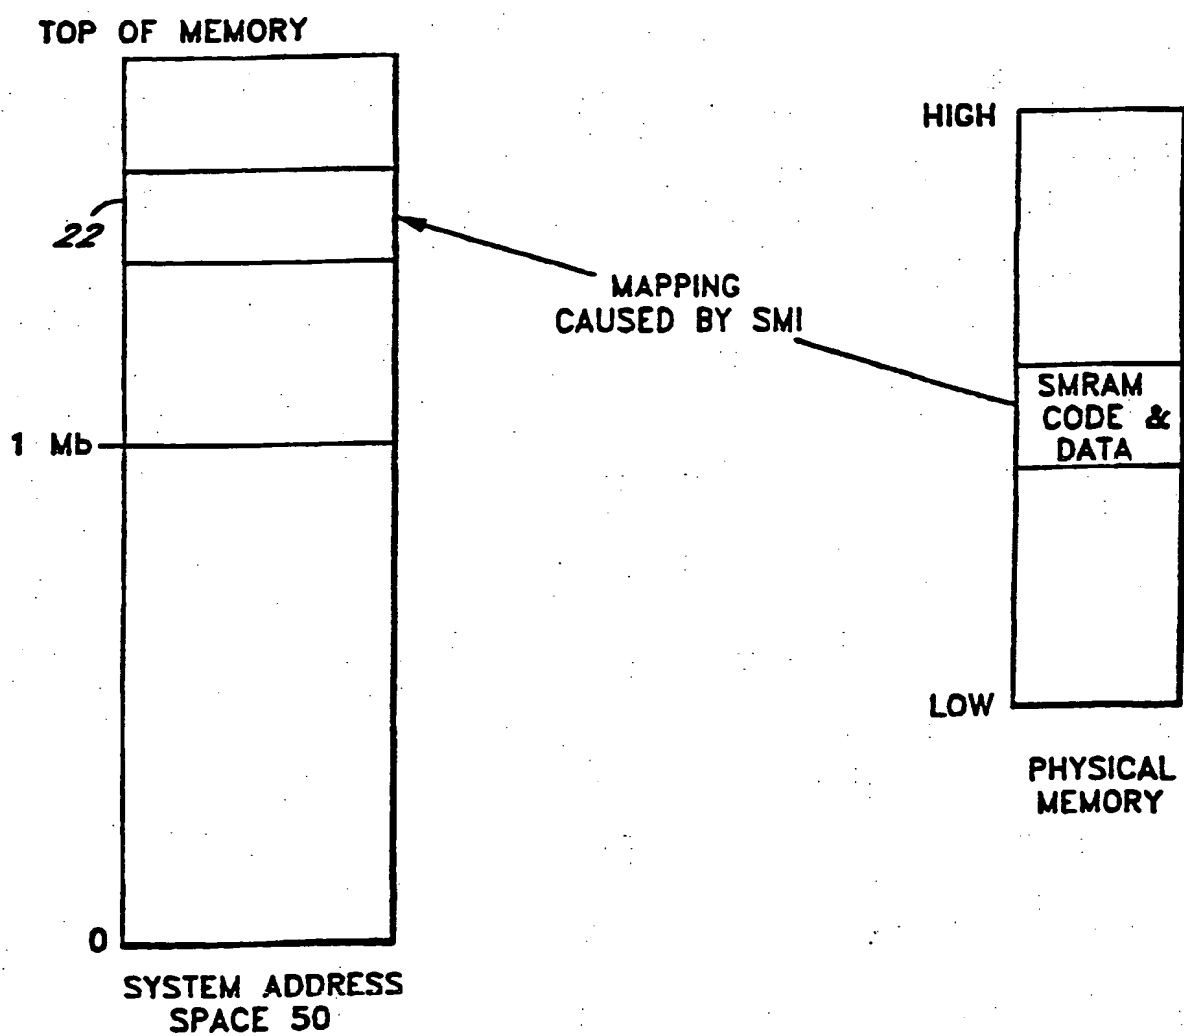 TOP OF MEMORY
HIGH
22
MAPPING
CAUSED BY SMI
SMRAM
CODE &
DATA
1 Mb
LOW
PHYSICAL
MEMORY
0
SYSTEM ADDRESS
SPACE 50